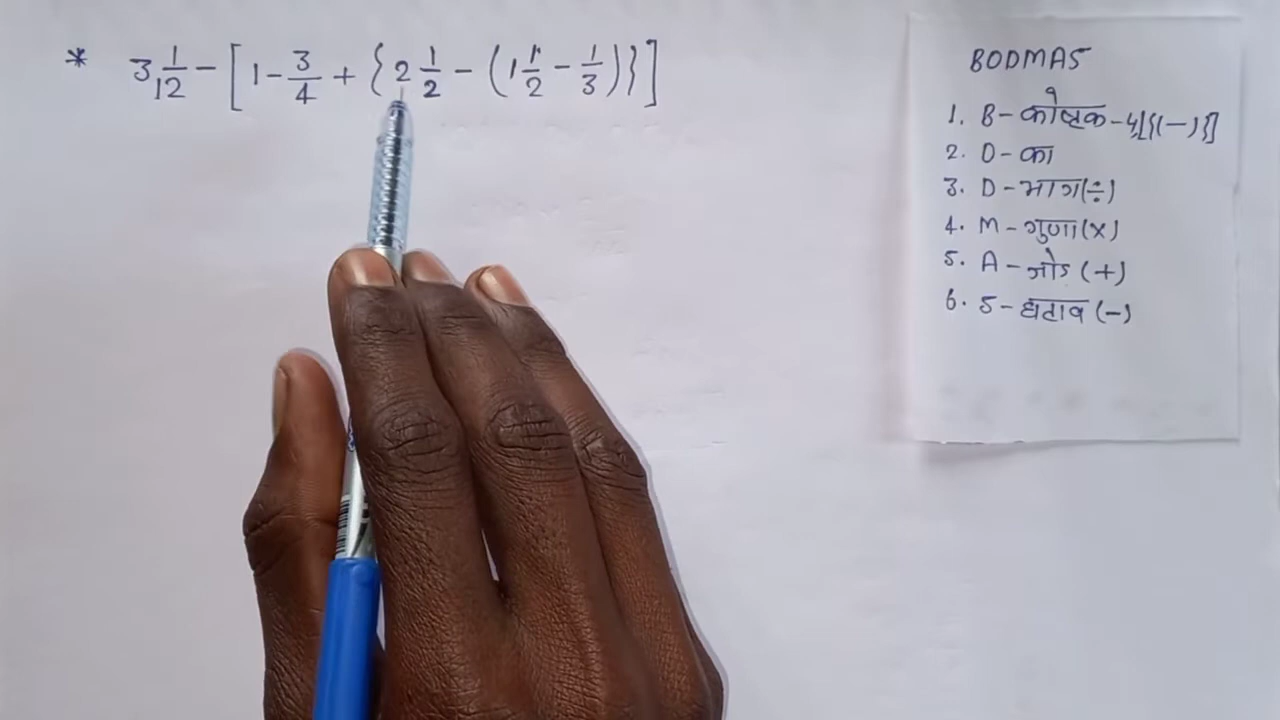 * 3 1/12 - [1 - 3/4 + {2 1/2 - (1 1/2 - 1/3)}]
BODMAS
1. B - कोष्ठक - [{(—)}]
2. O - का
3. D - भाग (÷)
4. M - गुणा (×)
5. A - जोड (+)
6. S - घटाव (-)